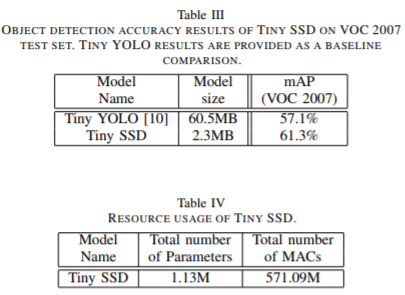 Table III
OBJECT DETECTION ACCURACY RESULTS OF TINY SSD ON VOC 2007
TEST SET. TINY YOLO RESULTS ARE PROVIDED AS A BASELINE
COMPARISON.
Model Model mAP
Name size (VOC 2007)
Tiny YOLO [10] 60.5MB 57.1%
Tiny SSD 2.3MB 61.3%
Table IV
RESOURCE USAGE OF TINY SSD.
Model Total number Total number
Name of Parameters of MACs
Tiny SSD 1.13M 571.09M